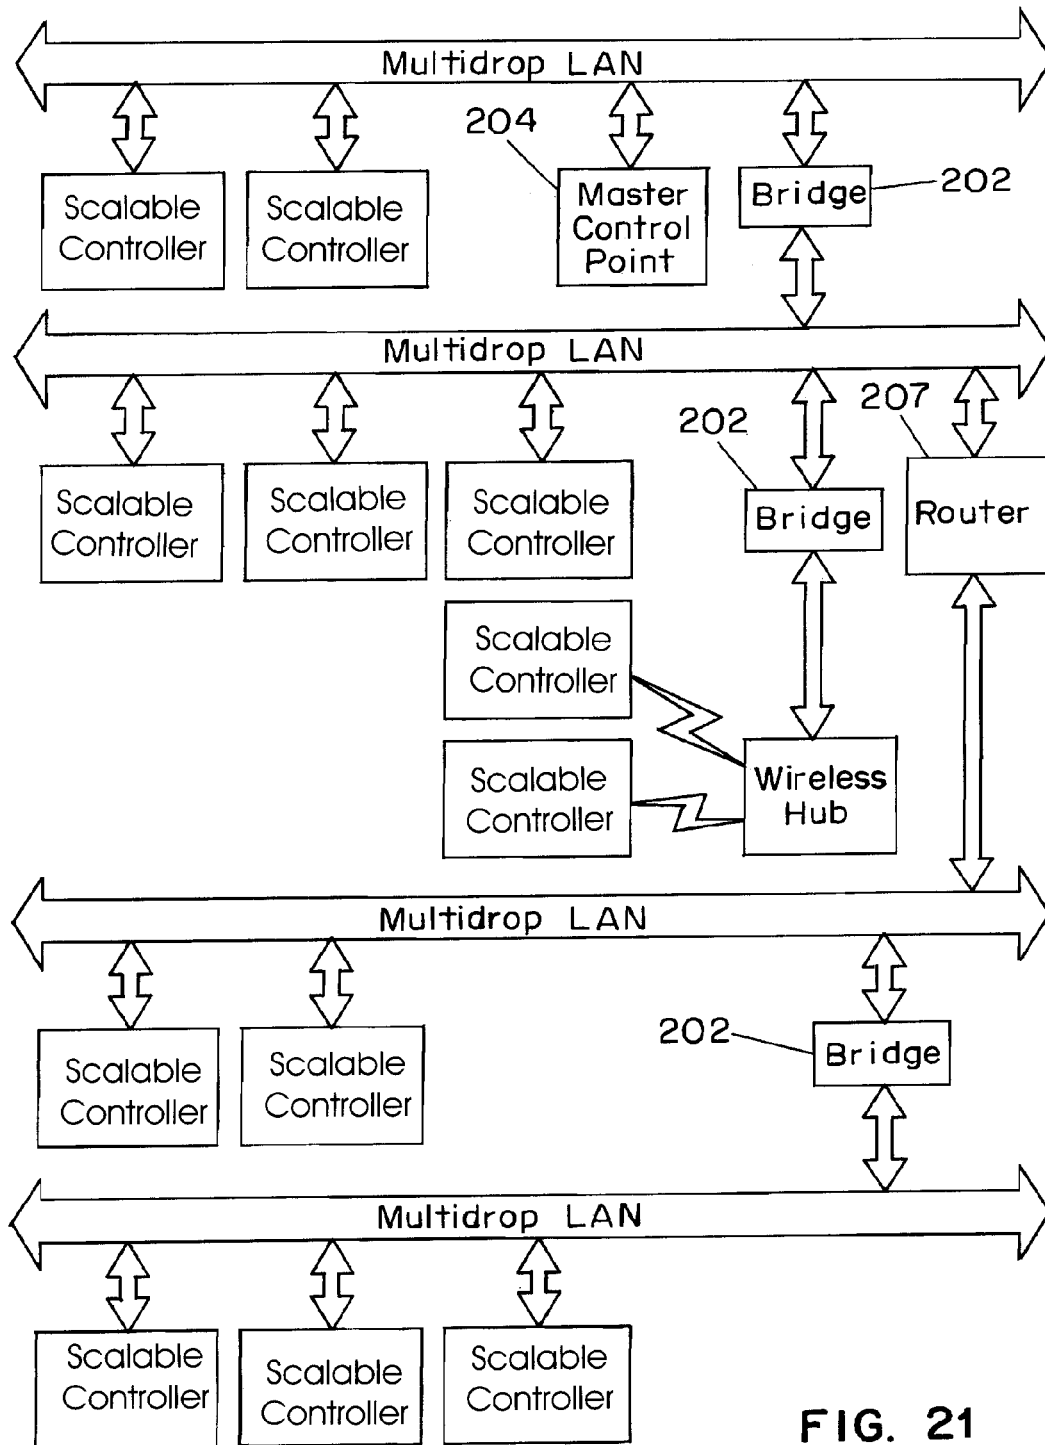 Multidrop LAN
204
202
Scalable
Controller
Scalable
Controller
Master
Control
Point
Bridge
Multidrop LAN
207
202
Scalable
Controller
Scalable
Controller
Scalable
Controller
Bridge
Router
Scalable
Controller
Scalable
Controller
Wireless
Hub
Multidrop LAN
202
Scalable
Controller
Scalable
Controller
Bridge
Multidrop LAN
Scalable
Controller
Scalable
Controller
Scalable
Controller
FIG. 21